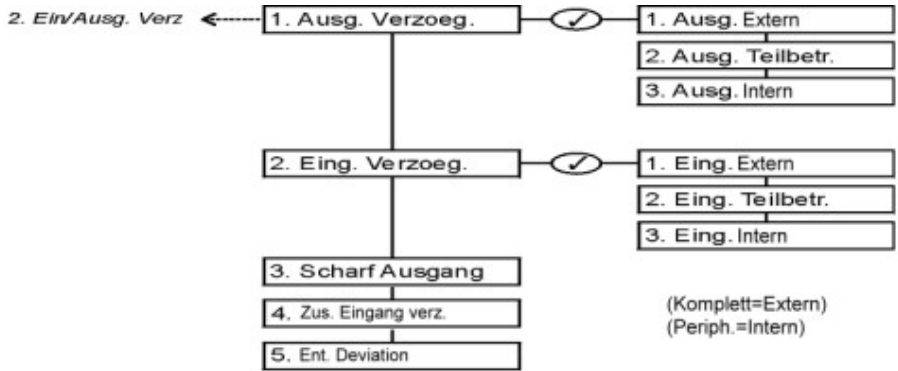 2. Ein/Ausg. Verz
1. Ausg. Verzoeg.
1. Ausg. Extern
2. Ausg. Teilbetr.
3. Ausg. Intern
2. Eing. Verzoeg.
1. Eing. Extern
2. Eing. Teilbetr.
3. Eing. Intern
3. Scharf Ausgang
4. Zus. Eingang verz.
5. Ent. Deviation
(Komplett=Extern)
(Periph.=Intern)